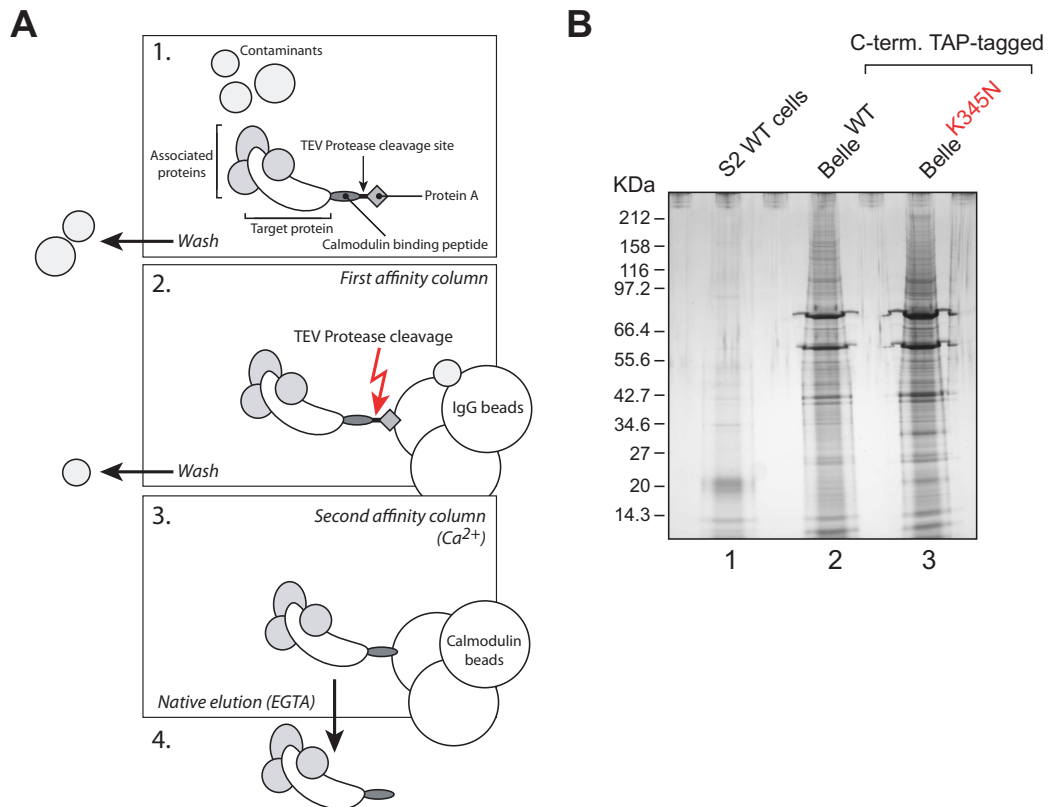 A
1.
Contaminants
Associated
proteins
TEV Protease cleavage site
Protein A
Target protein
Calmodulin binding peptide
Wash
2.
First affinity column
TEV Protease cleavage
IgG beads
Wash
3.
Second affinity column
(Ca2+)
Calmodulin
beads
Native elution (EGTA)
4.
B
C-term. TAP-tagged
S2 WT cells
Belle WT
Belle K345N
KDa
212
158
116
97.2
66.4
55.6
42.7
34.6
27
20
14.3
1 2 3